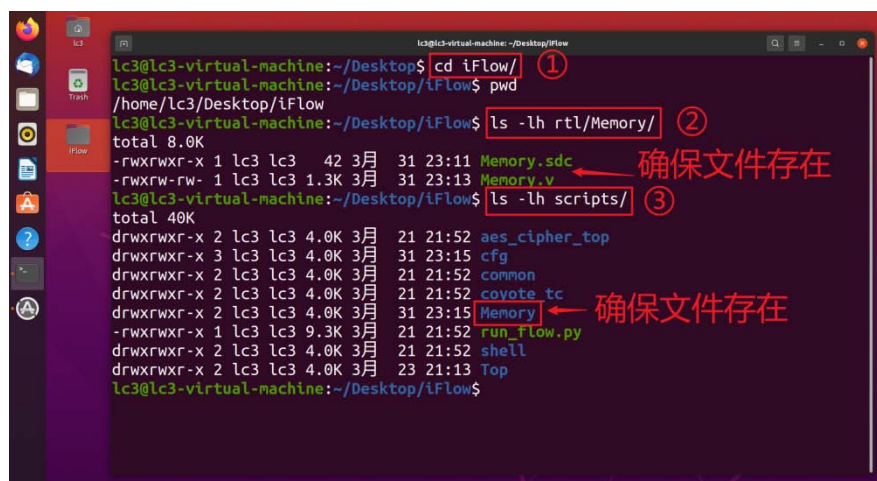 lc3@lc3-virtual-machine: ~/Desktop/iFlow
lc3
Trash
iFlow
lc3@lc3-virtual-machine:~/Desktop$ cd iFlow/ ①
lc3@lc3-virtual-machine:~/Desktop/iFlow$ pwd
/home/lc3/Desktop/iFlow
lc3@lc3-virtual-machine:~/Desktop/iFlow$ ls -lh rtl/Memory/ ②
total 8.0K
-rwxrwxr-x 1 lc3 lc3 42 3月 31 23:11 Memory.sdc
确保文件存在
-rwxrw-rw- 1 lc3 lc3 1.3K 3月 31 23:13 Memory.v
lc3@lc3-virtual-machine:~/Desktop/iFlow$ ls -lh scripts/ ③
total 40K
drwxrwxr-x 2 lc3 lc3 4.0K 3月 21 21:52 aes_cipher_top
drwxrwxr-x 3 lc3 lc3 4.0K 3月 31 23:15 cfg
drwxrwxr-x 2 lc3 lc3 4.0K 3月 21 21:52 common
drwxrwxr-x 2 lc3 lc3 4.0K 3月 21 21:52 coyote_tc
drwxrwxr-x 2 lc3 lc3 4.0K 3月 31 23:15 Memory 确保文件存在
-rwxrwxr-x 1 lc3 lc3 9.3K 3月 21 21:52 run_flow.py
drwxrwxr-x 2 lc3 lc3 4.0K 3月 21 21:52 shell
drwxrwxr-x 2 lc3 lc3 4.0K 3月 23 21:13 Top
lc3@lc3-virtual-machine:~/Desktop/iFlow$